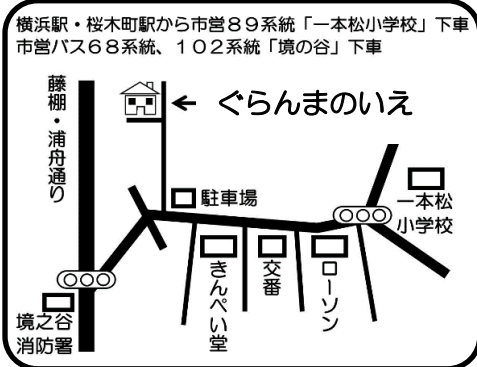 横浜駅・桜木町駅から市営８９系統「一本松小学校」下車
市営バス６８系統、１０２系統「境の谷」下車
藤棚・浦舟通り
ぐらんまのいえ
駐車場
一本松
小学校
きんぺい堂
交番
ローソン
境之谷
消防署